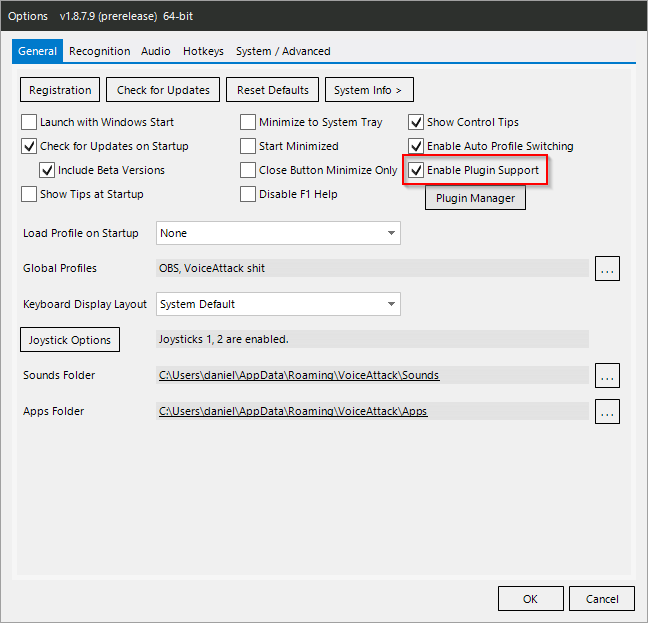 Options v1.8.7.9 (prerelease) 64-bit
General Recognition Audio Hotkeys System / Advanced
Registration Check for Updates Reset Defaults System Info >
Launch with Windows Start Minimize to System Tray Show Control Tips
Check for Updates on Startup Start Minimized Enable Auto Profile Switching
Include Beta Versions Close Button Minimize Only Enable Plugin Support
Show Tips at Startup Disable F1 Help Plugin Manager
Load Profile on Startup None
Global Profiles OBS, VoiceAttack shit ...
Keyboard Display Layout System Default
Joystick Options Joysticks 1, 2 are enabled.
Sounds Folder C:\Users\daniel\AppData\Roaming\VoiceAttack\Sounds ...
Apps Folder C:\Users\daniel\AppData\Roaming\VoiceAttack\Apps ...
OK Cancel